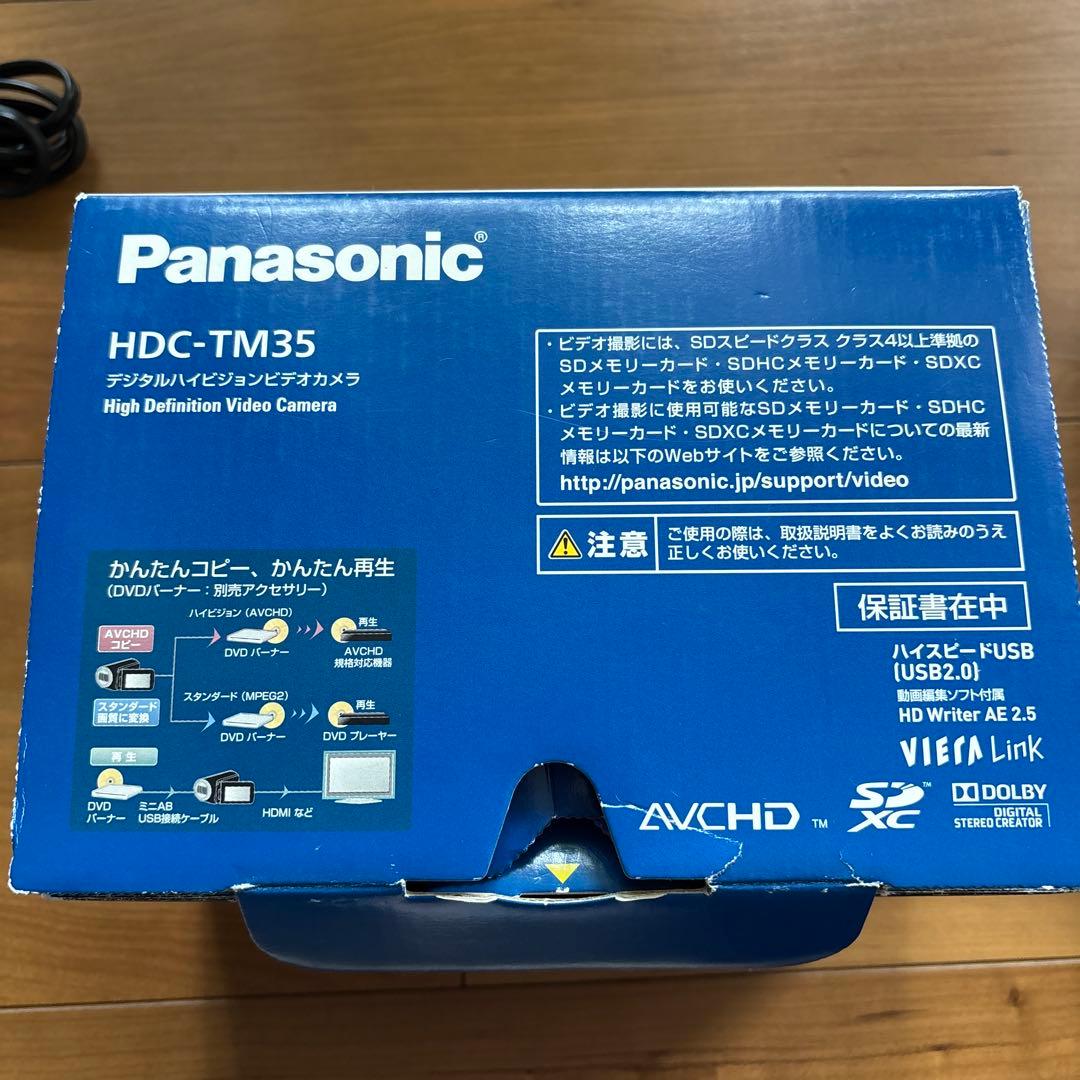 Panasonic®
HDC-TM35
デジタルハイビジョンビデオカメラ
High Definition Video Camera
・ビデオ撮影には、SDスピードクラス クラス4以上準拠の
SDメモリーカード・SDHCメモリーカード・SDXC
メモリーカードをお使いください。
・ビデオ撮影に使用可能なSDメモリーカード・SDHC
メモリーカード・SDXCメモリーカードについての最新
情報は以下のWebサイトをご参照ください。
http://panasonic.jp/support/video
注意
ご使用の際は、取扱説明書をよくお読みのうえ
正しくお使いください。
保証書在中
ハイスピードUSB
(USB2.0)
動画編集ソフト付属
HD Writer AE 2.5
VIERA Link
AVCHD ™
SD XC ™
DOLBY
DIGITAL
STEREO CREATOR
かんたんコピー、かんたん再生
(DVDバーナー：別売アクセサリー)
ハイビジョン (AVCHD)
AVCHD
コピー
DVD バーナー
再生
AVCHD
規格対応機器
スタンダード (MPEG2)
スタンダード
画質に変換
DVD バーナー
再生
DVD プレーヤー
再生
DVD
バーナー
ミニAB
USB接続ケーブル
HDMI など